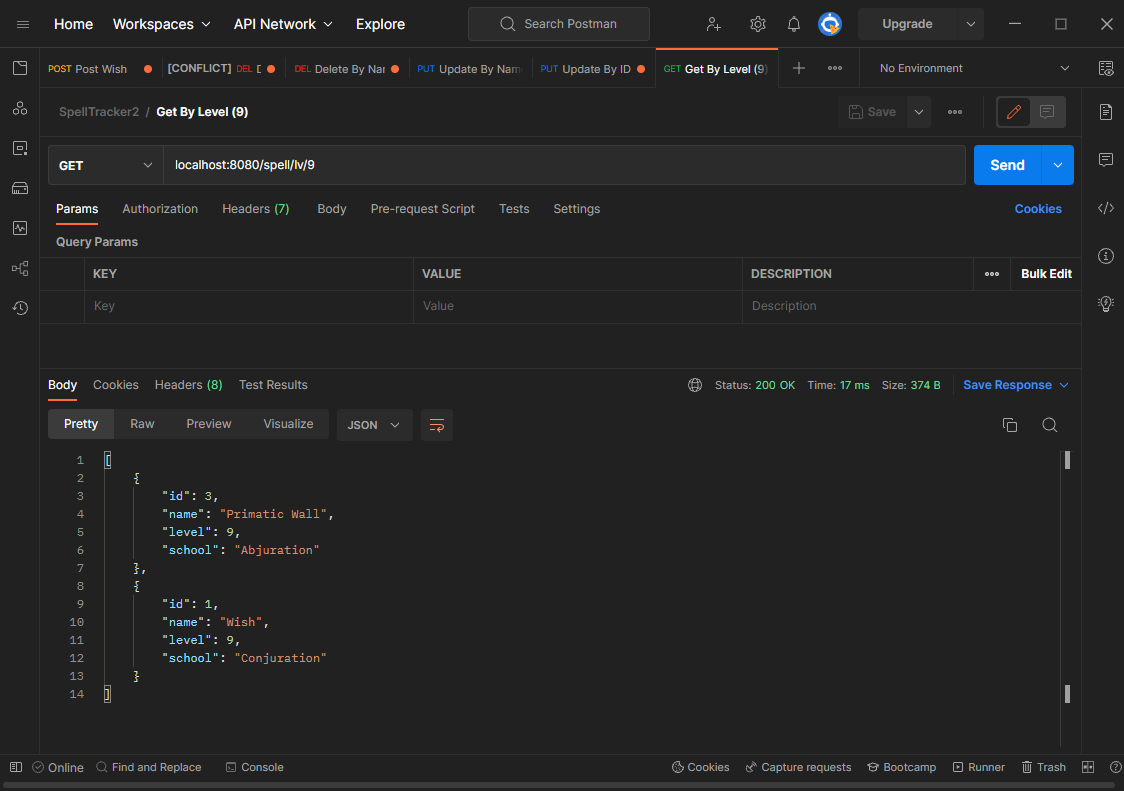 Home Workspaces API Network Explore Search Postman Upgrade
POST Post Wish [CONFLICT] DEL DEL Delete By Nar PUT Update By Nam PUT Update By ID GET Get By Level (9) No Environment
SpellTracker2 / Get By Level (9) Save
GET localhost:8080/spell/lv/9 Send
Params Authorization Headers (7) Body Pre-request Script Tests Settings Cookies
Query Params
KEY VALUE DESCRIPTION Bulk Edit
Key Value Description
Body Cookies Headers (8) Test Results Status: 200 OK Time: 17 ms Size: 374 B Save Response
Pretty Raw Preview Visualize JSON
1 [
2 {
3 "id": 3,
4 "name": "Primatic Wall",
5 "level": 9,
6 "school": "Abjuration"
7 },
8 {
9 "id": 1,
10 "name": "Wish",
11 "level": 9,
12 "school": "Conjuration"
13 }
14 ]
Online Find and Replace Console Cookies Capture requests Bootcamp Runner Trash